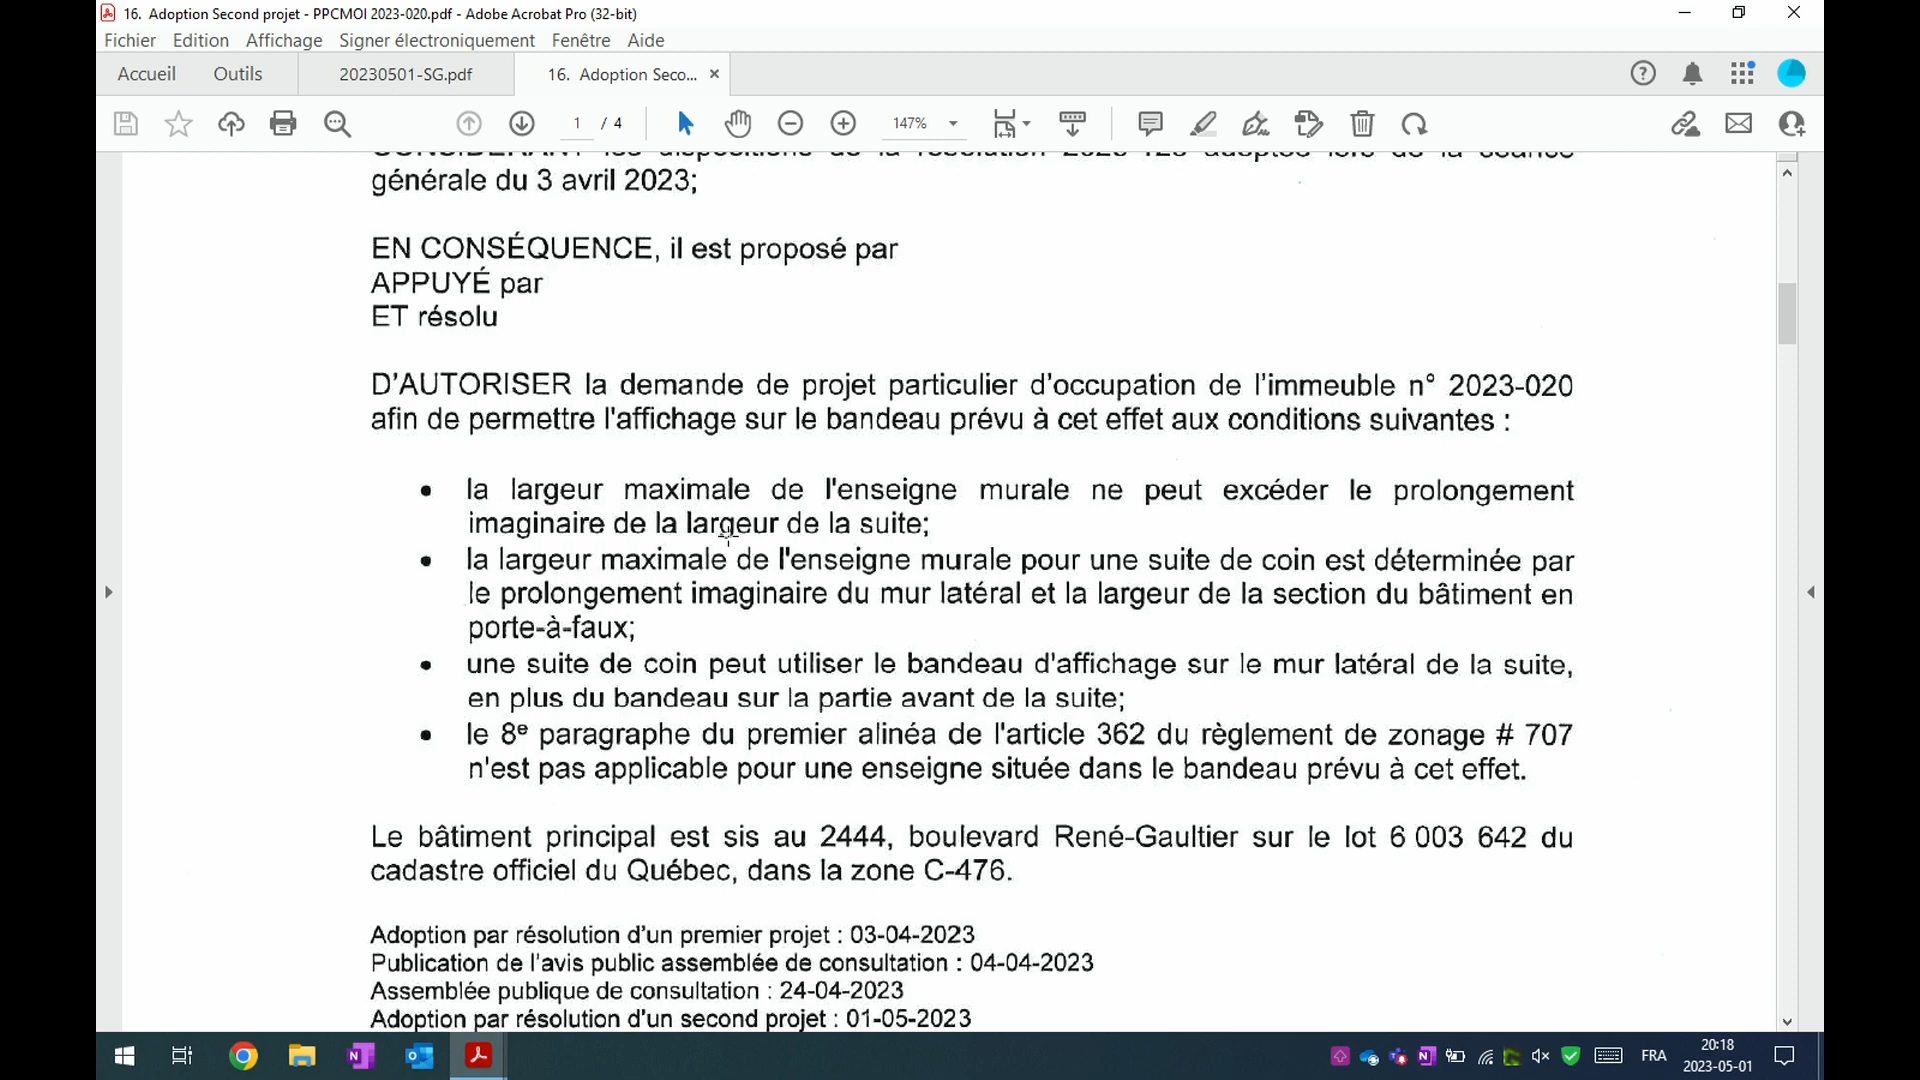 16. Adoption Second projet - PPCMOI 2023-020.pdf - Adobe Acrobat Pro (32-bit)
Fichier Edition Affichage Signer électroniquement Fenêtre Aide
Accueil Outils 20230501-SG.pdf 16. Adoption Seco... ×
1 / 4 147%
générale du 3 avril 2023;
EN CONSÉQUENCE, il est proposé par
APPUYÉ par
ET résolu
D'AUTORISER la demande de projet particulier d'occupation de l'immeuble n° 2023-020
afin de permettre l'affichage sur le bandeau prévu à cet effet aux conditions suivantes :
• la largeur maximale de l'enseigne murale ne peut excéder le prolongement
imaginaire de la largeur de la suite;
• la largeur maximale de l'enseigne murale pour une suite de coin est déterminée par
le prolongement imaginaire du mur latéral et la largeur de la section du bâtiment en
porte-à-faux;
• une suite de coin peut utiliser le bandeau d'affichage sur le mur latéral de la suite,
en plus du bandeau sur la partie avant de la suite;
• le 8e paragraphe du premier alinéa de l'article 362 du règlement de zonage # 707
n'est pas applicable pour une enseigne située dans le bandeau prévu à cet effet.
Le bâtiment principal est sis au 2444, boulevard René-Gaultier sur le lot 6 003 642 du
cadastre officiel du Québec, dans la zone C-476.
Adoption par résolution d'un premier projet : 03-04-2023
Publication de l'avis public assemblée de consultation : 04-04-2023
Assemblée publique de consultation : 24-04-2023
Adoption par résolution d'un second projet : 01-05-2023
FRA
20:18
2023-05-01